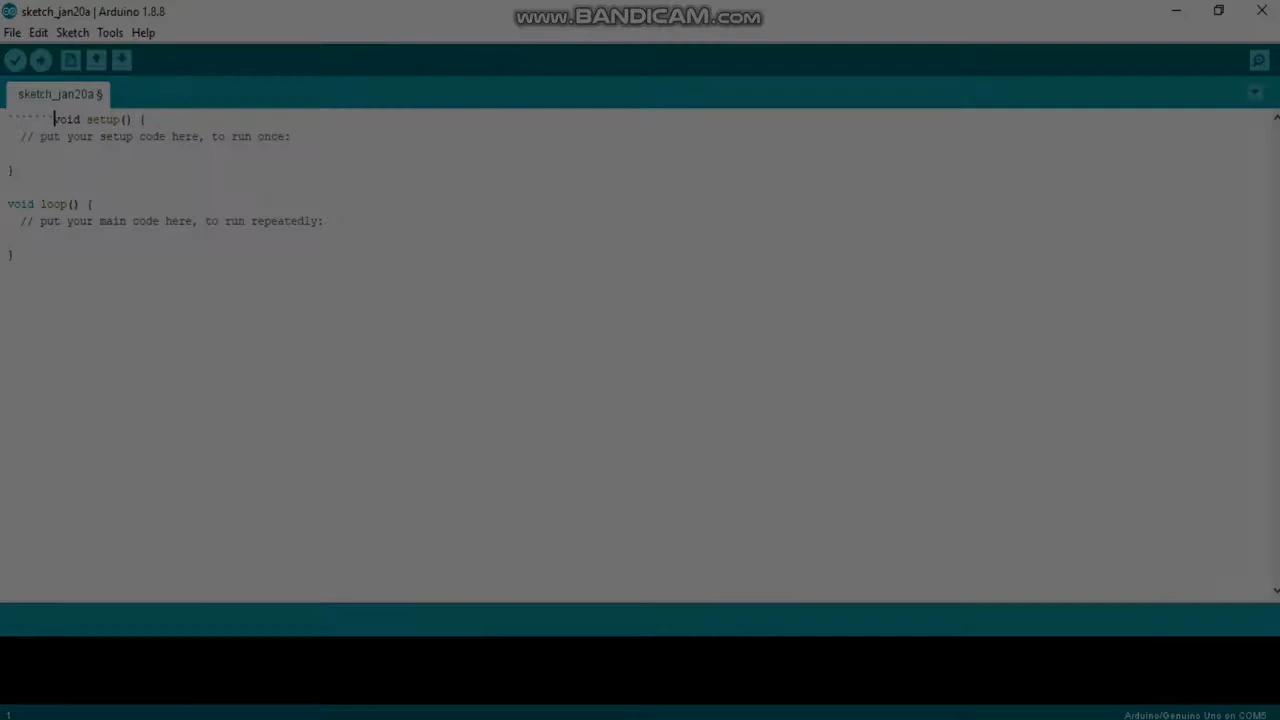 sketch_jan20a | Arduino 1.8.8
www.BANDICAM.com
File Edit Sketch Tools Help
sketch_jan20a §
void setup() {
// put your setup code here, to run once:
}
void loop() {
// put your main code here, to run repeatedly:
}
1
Arduino/Genuino Uno on COM5